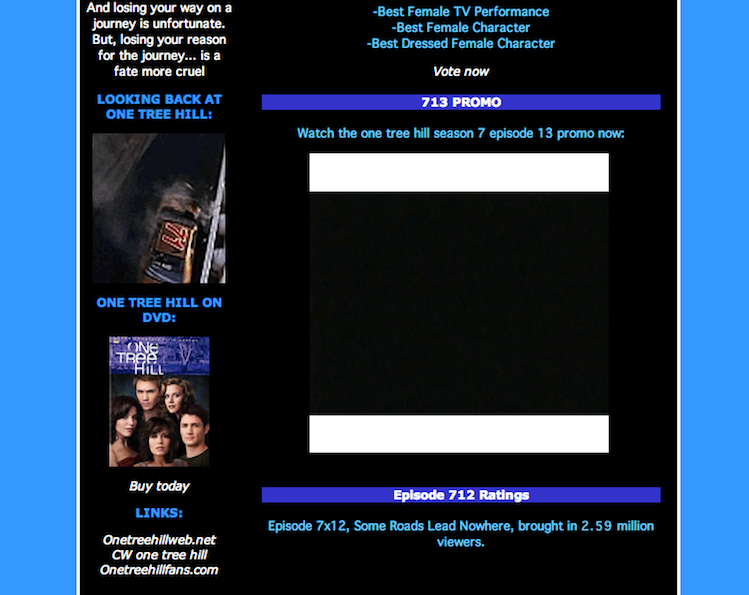 And losing your way on a
journey is unfortunate.
But, losing your reason
for the journey... is a
fate more cruel
LOOKING BACK AT
ONE TREE HILL:
ONE TREE HILL ON
DVD:
ONE
TREE
HILL
Buy today
LINKS:
Onetreehillweb.net
CW one tree hill
Onetreehillfans.com
-Best Female TV Performance
-Best Female Character
-Best Dressed Female Character
Vote now
713 PROMO
Watch the one tree hill season 7 episode 13 promo now:
Episode 712 Ratings
Episode 7x12, Some Roads Lead Nowhere, brought in 2.59 million
viewers.